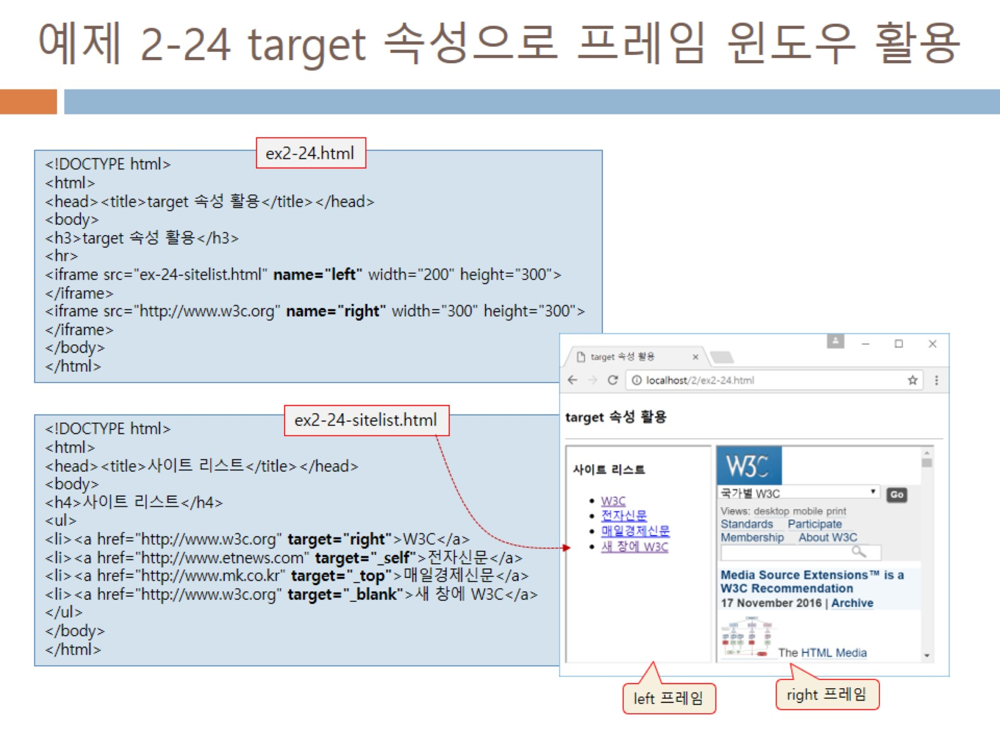 예제 2-24 target 속성으로 프레임 윈도우 활용
ex2-24.html
<!DOCTYPE html>
<html>
<head><title>target 속성 활용</title></head>
<body>
<h3>target 속성 활용</h3>
<hr>
<iframe src="ex-24-sitelist.html" name="left" width="200" height="300">
</iframe>
<iframe src="http://www.w3c.org" name="right" width="300" height="300">
</iframe>
</body>
</html>
ex2-24-sitelist.html
<!DOCTYPE html>
<html>
<head><title>사이트 리스트</title></head>
<body>
<h4>사이트 리스트</h4>
<ul>
<li><a href="http://www.w3c.org" target="right">W3C</a>
<li><a href="http://www.etnews.com" target="_self">전자신문</a>
<li><a href="http://www.mk.co.kr" target="_top">매일경제신문</a>
<li><a href="http://www.w3c.org" target="_blank">새 창에 W3C</a>
</ul>
</body>
</html>
target 속성 활용
localhost/2/ex2-24.html
target 속성 활용
사이트 리스트
W3C
전자신문
매일경제신문
새 창에 W3C
W3C
국가별 W3C
Go
Views: desktop mobile print
Standards Participate
Membership About W3C
Media Source Extensions™ is a
W3C Recommendation
17 November 2016 | Archive
The HTML Media
left 프레임
right 프레임